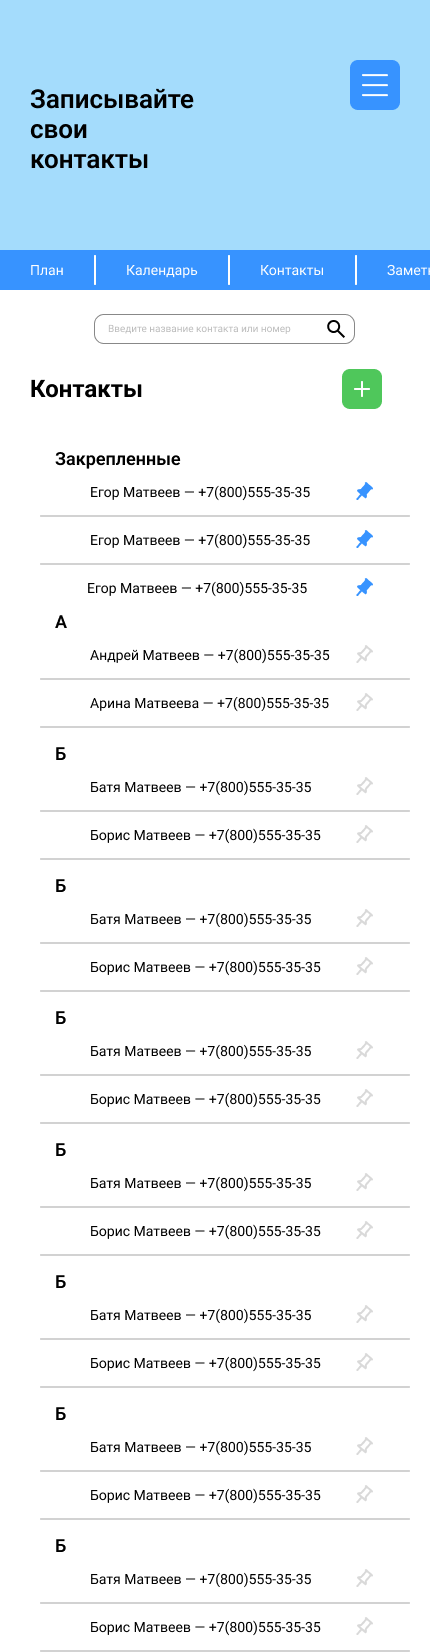 Записывайте
свои
контакты
План
Календарь
Контакты
Замет
Введите название контакта или номер
Контакты
Закрепленные
Егор Матвеев — +7(800)555-35-35
Егор Матвеев — +7(800)555-35-35
Егор Матвеев — +7(800)555-35-35
А
Андрей Матвеев — +7(800)555-35-35
Арина Матвеева — +7(800)555-35-35
Б
Батя Матвеев — +7(800)555-35-35
Борис Матвеев — +7(800)555-35-35
Б
Батя Матвеев — +7(800)555-35-35
Борис Матвеев — +7(800)555-35-35
Б
Батя Матвеев — +7(800)555-35-35
Борис Матвеев — +7(800)555-35-35
Б
Батя Матвеев — +7(800)555-35-35
Борис Матвеев — +7(800)555-35-35
Б
Батя Матвеев — +7(800)555-35-35
Борис Матвеев — +7(800)555-35-35
Б
Батя Матвеев — +7(800)555-35-35
Борис Матвеев — +7(800)555-35-35
Б
Батя Матвеев — +7(800)555-35-35
Борис Матвеев — +7(800)555-35-35